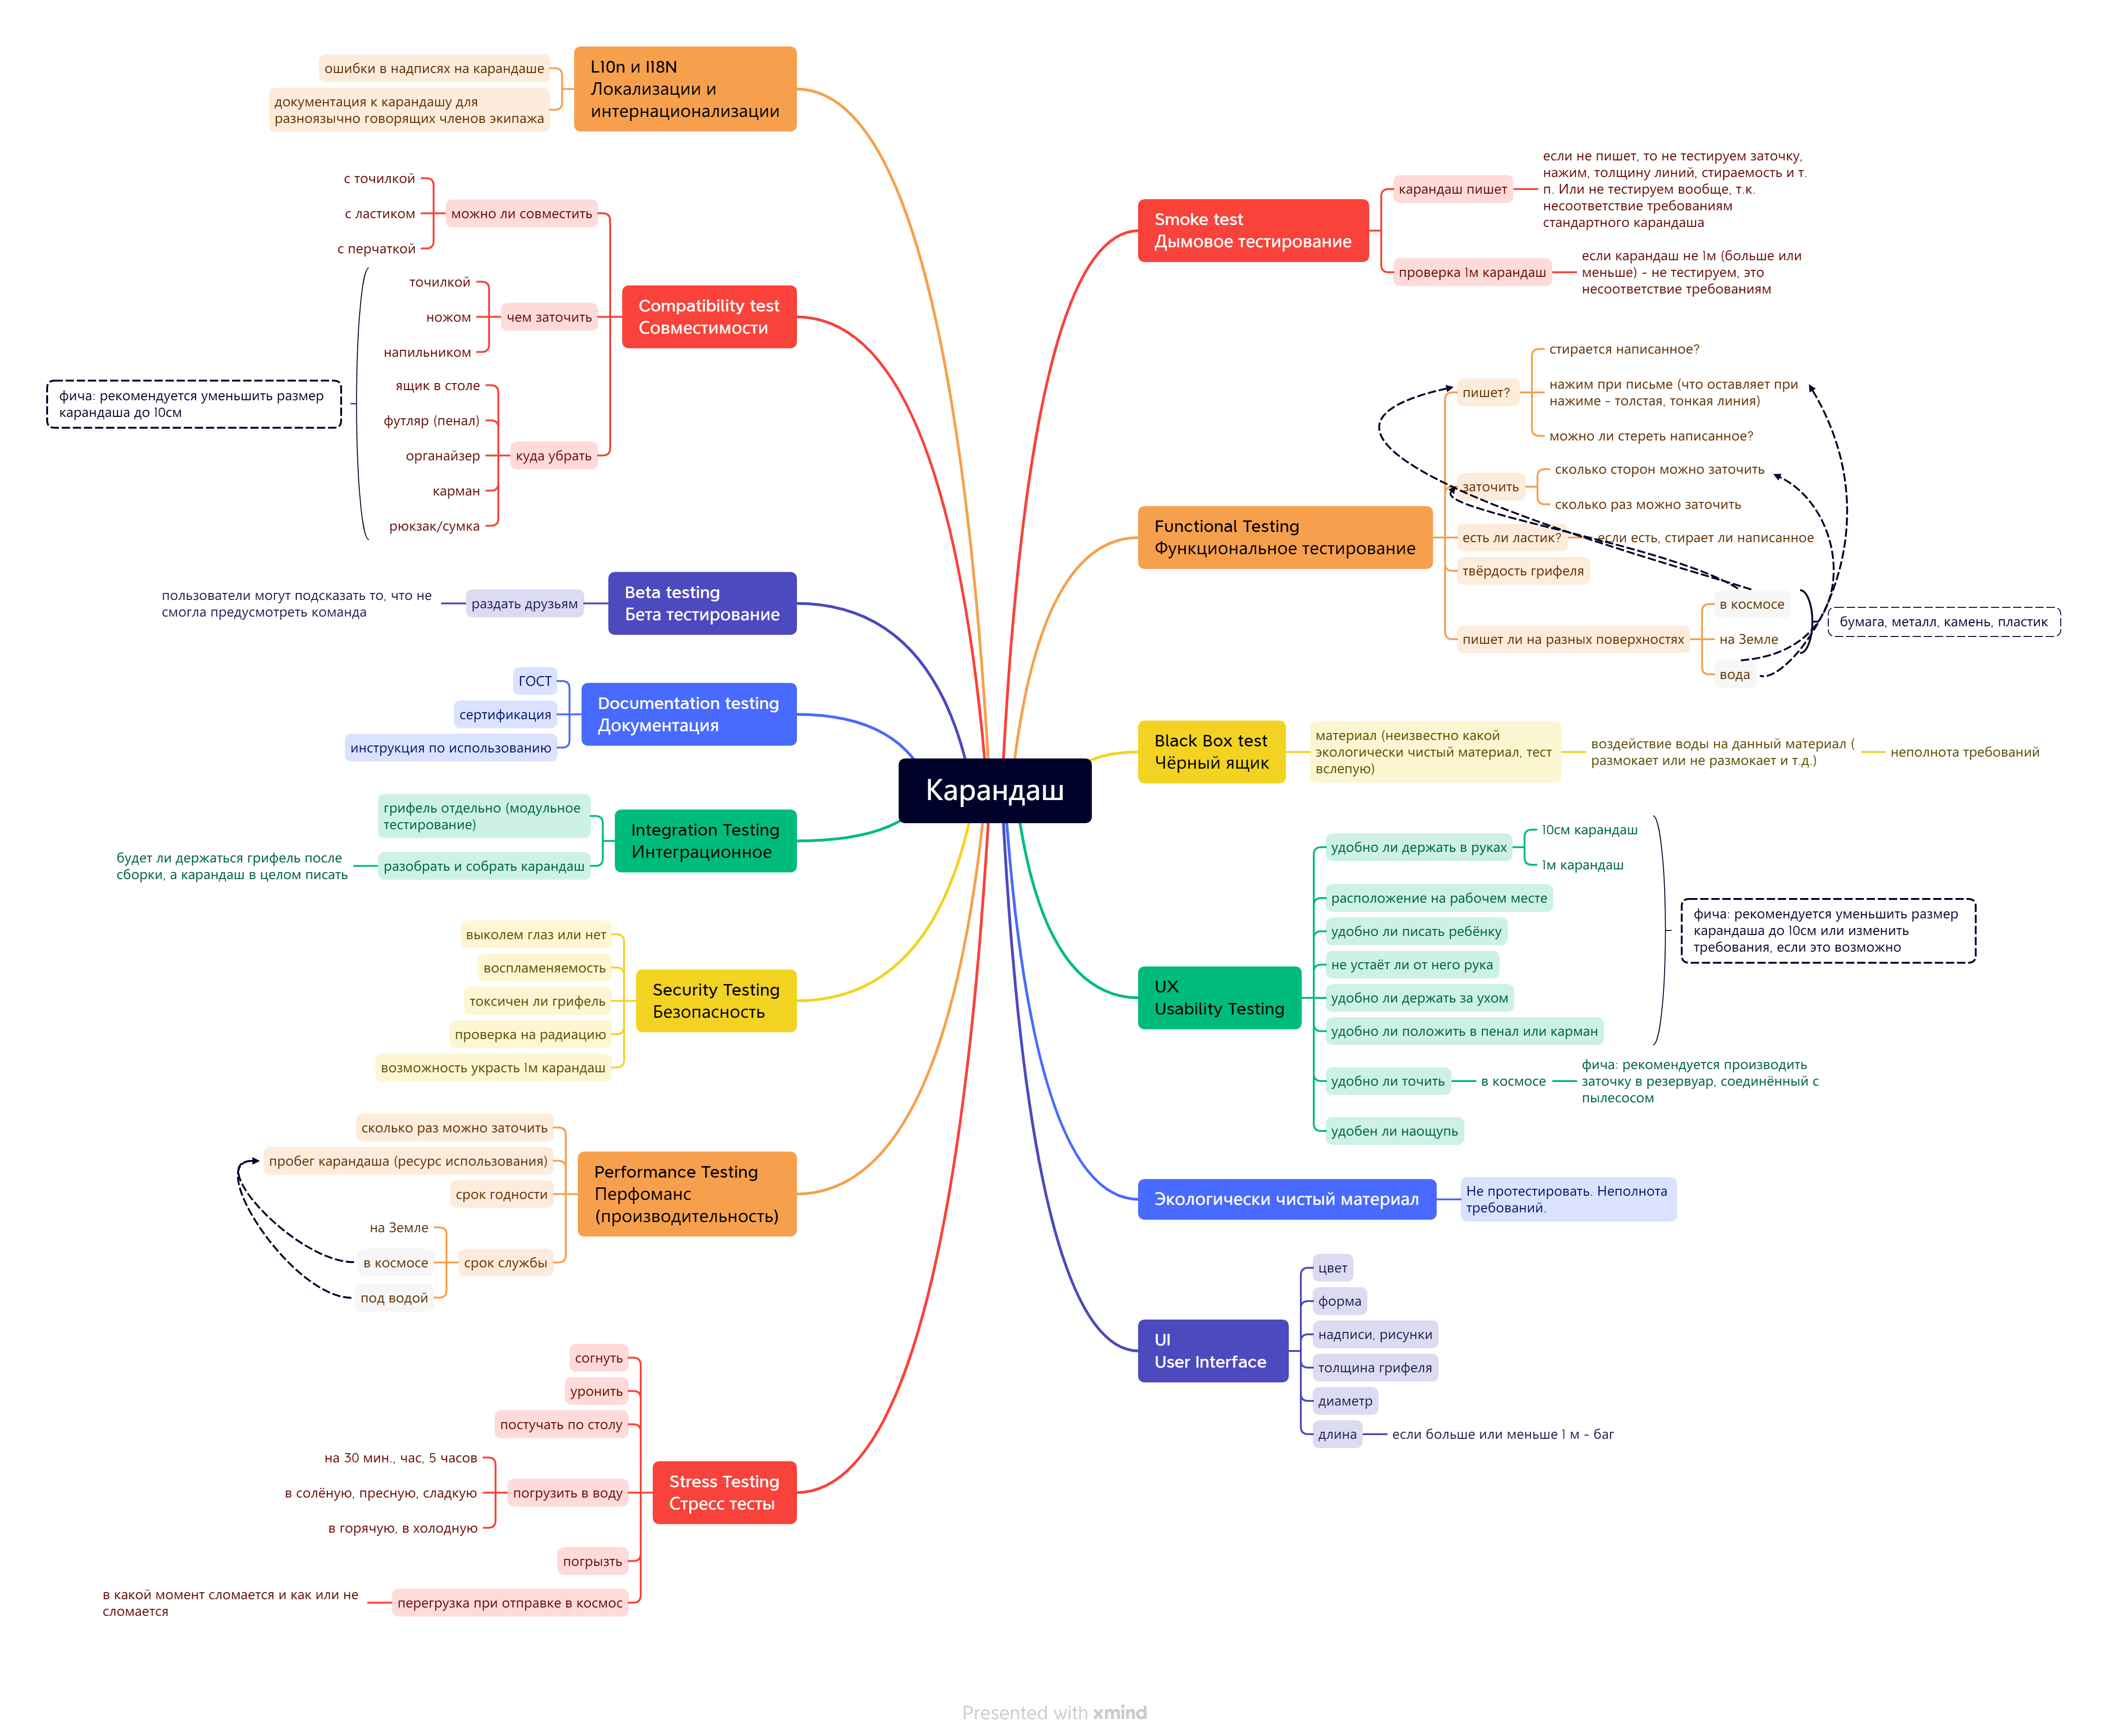 Карандаш
Smoke test
Дымовое тестирование
карандаш пишет
если не пишет, то не тестируем заточку,
нажим, толщину линий, стираемость и т.
п. Или не тестируем вообще, т.к.
несоответствие требованиям
стандартного карандаша
проверка 1м карандаш
если карандаш не 1м (больше или
меньше) - не тестируем, это
несоответствие требованиям
Functional Testing
Функциональное тестирование
пишет?
стирается написанное?
нажим при письме (что оставляет при
нажиме - толстая, тонкая линия)
можно ли стереть написанное?
заточить
сколько сторон можно заточить
сколько раз можно заточить
есть ли ластик?
если есть, стирает ли написанное
твёрдость грифеля
пишет ли на разных поверхностях
в космосе
на Земле
вода
бумага, металл, камень, пластик
Black Box test
Чёрный ящик
материал (неизвестно какой
экологически чистый материал, тест
вслепую)
воздействие воды на данный материал (
размокает или не размокает и т.д.)
неполнота требований
UX
Usability Testing
удобно ли держать в руках
10см карандаш
1м карандаш
расположение на рабочем месте
удобно ли писать ребёнку
не устаёт ли от него рука
удобно ли держать за ухом
удобно ли положить в пенал или карман
фича: рекомендуется уменьшить размер
карандаша до 10см или изменить
требования, если это возможно
удобно ли точить
в космосе
фича: рекомендуется производить
заточку в резервуар, соединённый с
пылесосом
удобен ли наощупь
Экологически чистый материал
Не протестировать. Неполнота
требований.
UI
User Interface
цвет
форма
надписи, рисунки
толщина грифеля
диаметр
длина
если больше или меньше 1 м - баг
L10n и I18N
Локализации и
интернационализации
ошибки в надписях на карандаше
документация к карандашу для
разноязычно говорящих членов экипажа
Compatibility test
Совместимости
можно ли совместить
с точилкой
с ластиком
с перчаткой
чем заточить
точилкой
ножом
напильником
куда убрать
ящик в столе
футляр (пенал)
органайзер
карман
рюкзак/сумка
фича: рекомендуется уменьшить размер
карандаша до 10см
Beta testing
Бета тестирование
раздать друзьям
пользователи могут подсказать то, что не
смогла предусмотреть команда
Documentation testing
Документация
ГОСТ
сертификация
инструкция по использованию
Integration Testing
Интеграционное
грифель отдельно (модульное
тестирование)
разобрать и собрать карандаш
будет ли держаться грифель после
сборки, а карандаш в целом писать
Security Testing
Безопасность
выколем глаз или нет
воспламеняемость
токсичен ли грифель
проверка на радиацию
возможность украсть 1м карандаш
Performance Testing
Перфоманс
(производительность)
сколько раз можно заточить
пробег карандаша (ресурс использования)
срок годности
срок службы
на Земле
в космосе
под водой
Stress Testing
Стресс тесты
согнуть
уронить
постучать по столу
погрузить в воду
на 30 мин., час, 5 часов
в солёную, пресную, сладкую
в горячую, в холодную
погрызть
перегрузка при отправке в космос
в какой момент сломается и как или не
сломается
Presented with xmind